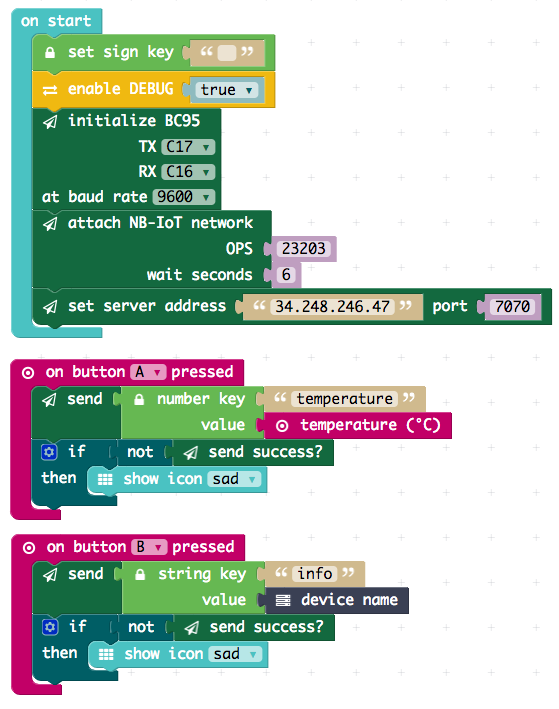 on start
set sign key “ ”
enable DEBUG true
initialize BC95
TX C17
RX C16
at baud rate 9600
attach NB-IoT network
OPS 23203
wait seconds 6
set server address “ 34.248.246.47 ” port 7070
on button A pressed
send number key “ temperature ”
value temperature (°C)
if not send success?
then show icon sad
on button B pressed
send string key “ info ”
value device name
if not send success?
then show icon sad